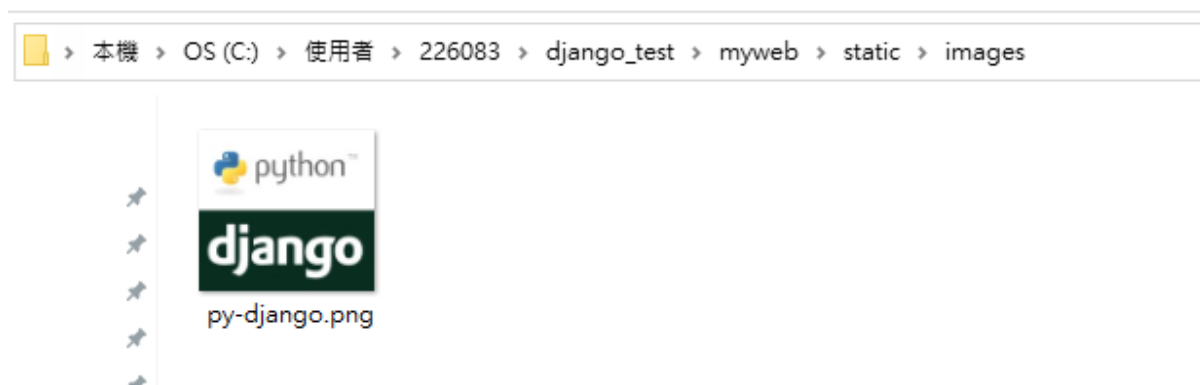 本機 › OS (C:) › 使用者 › 226083 › django_test › myweb › static › images
python™
django
py-django.png